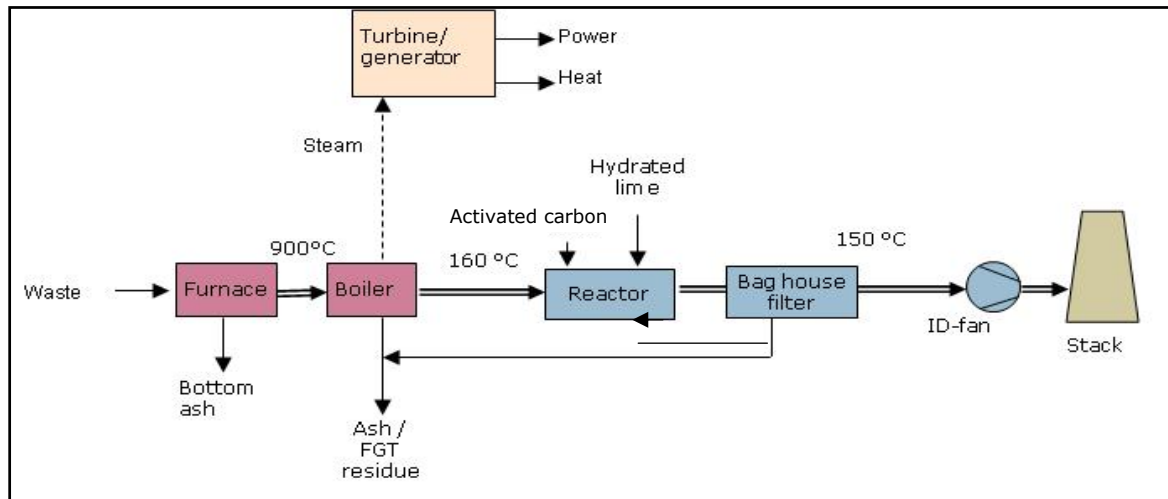 Turbine/
generator
Power
Heat
Steam
Hydrated
lime
Activated carbon
900°C
160 °C
150 °C
Waste
Furnace
Boiler
Reactor
Bag house
filter
ID-fan
Stack
Bottom
ash
Ash /
FGT
residue